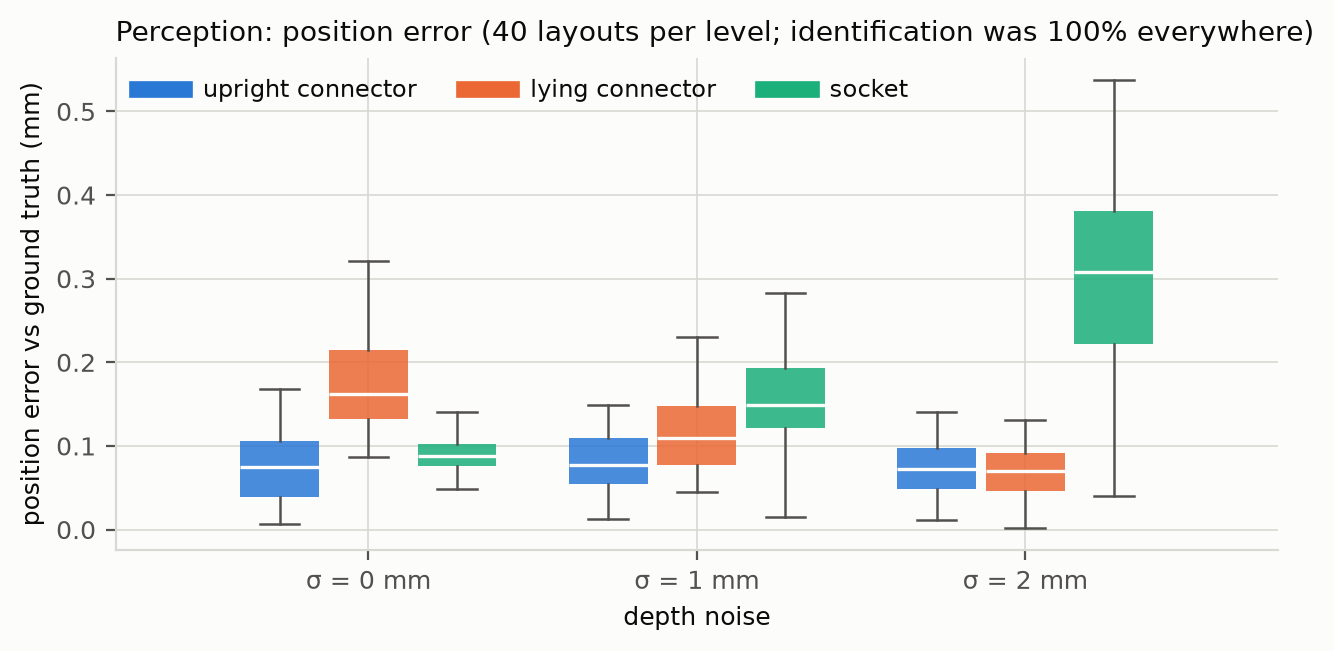 Perception: position error (40 layouts per level; identification was 100% everywhere)
upright connector
lying connector
socket
position error vs ground truth (mm)
0.5
0.4
0.3
0.2
0.1
0.0
σ = 0 mm
σ = 1 mm
σ = 2 mm
depth noise